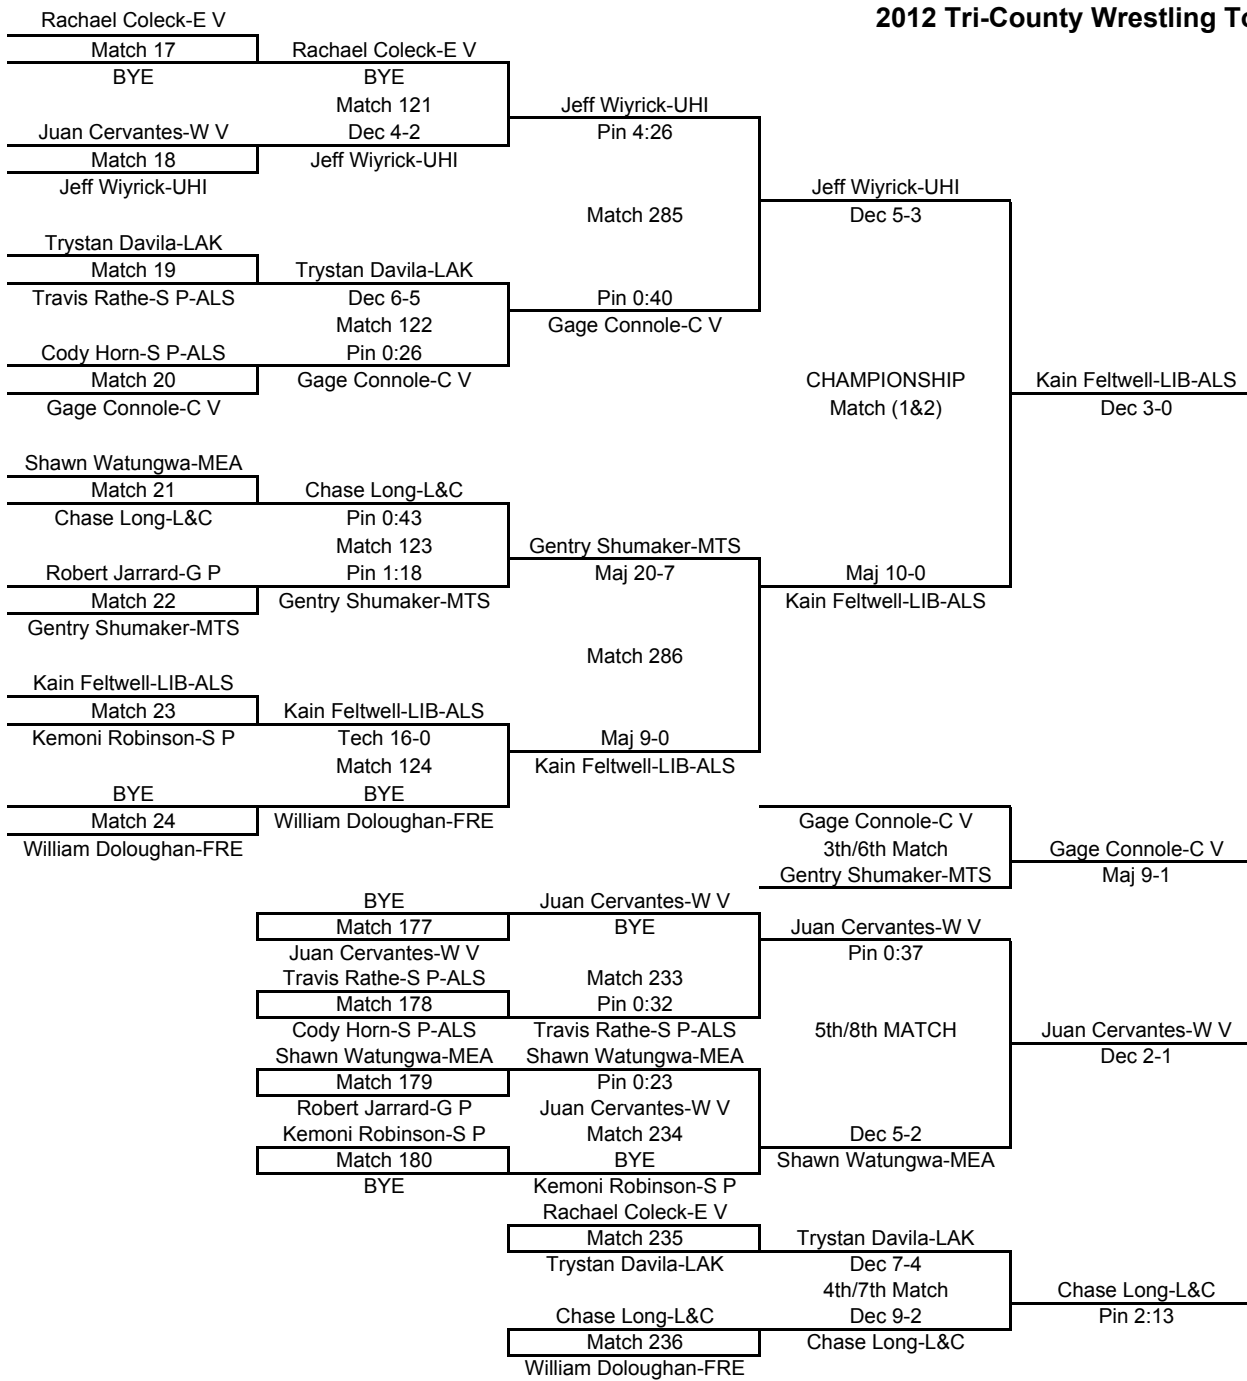 2012 Tri-County Wrestling To
Rachael Coleck-E V
Match 17
Rachael Coleck-E V
BYE
BYE
Match 121
Jeff Wiyrick-UHI
Juan Cervantes-W V
Dec 4-2
Pin 4:26
Match 18
Jeff Wiyrick-UHI
Jeff Wiyrick-UHI
Jeff Wiyrick-UHI
Match 285
Dec 5-3
Trystan Davila-LAK
Match 19
Trystan Davila-LAK
Travis Rathe-S P-ALS
Dec 6-5
Pin 0:40
Match 122
Gage Connole-C V
Cody Horn-S P-ALS
Pin 0:26
Match 20
Gage Connole-C V
CHAMPIONSHIP
Kain Feltwell-LIB-ALS
Gage Connole-C V
Match (1&2)
Dec 3-0
Shawn Watungwa-MEA
Match 21
Chase Long-L&C
Chase Long-L&C
Pin 0:43
Match 123
Gentry Shumaker-MTS
Robert Jarrard-G P
Pin 1:18
Maj 20-7
Maj 10-0
Match 22
Gentry Shumaker-MTS
Kain Feltwell-LIB-ALS
Gentry Shumaker-MTS
Match 286
Kain Feltwell-LIB-ALS
Match 23
Kain Feltwell-LIB-ALS
Kemoni Robinson-S P
Tech 16-0
Maj 9-0
Match 124
Kain Feltwell-LIB-ALS
BYE
BYE
Match 24
William Doloughan-FRE
Gage Connole-C V
William Doloughan-FRE
3th/6th Match
Gage Connole-C V
Gentry Shumaker-MTS
Maj 9-1
BYE
Juan Cervantes-W V
Match 177
BYE
Juan Cervantes-W V
Juan Cervantes-W V
Pin 0:37
Travis Rathe-S P-ALS
Match 233
Match 178
Pin 0:32
Cody Horn-S P-ALS
Travis Rathe-S P-ALS
5th/8th MATCH
Juan Cervantes-W V
Shawn Watungwa-MEA
Shawn Watungwa-MEA
Dec 2-1
Match 179
Pin 0:23
Robert Jarrard-G P
Juan Cervantes-W V
Kemoni Robinson-S P
Match 234
Dec 5-2
Match 180
BYE
Shawn Watungwa-MEA
BYE
Kemoni Robinson-S P
Rachael Coleck-E V
Match 235
Trystan Davila-LAK
Trystan Davila-LAK
Dec 7-4
4th/7th Match
Chase Long-L&C
Chase Long-L&C
Dec 9-2
Pin 2:13
Match 236
Chase Long-L&C
William Doloughan-FRE